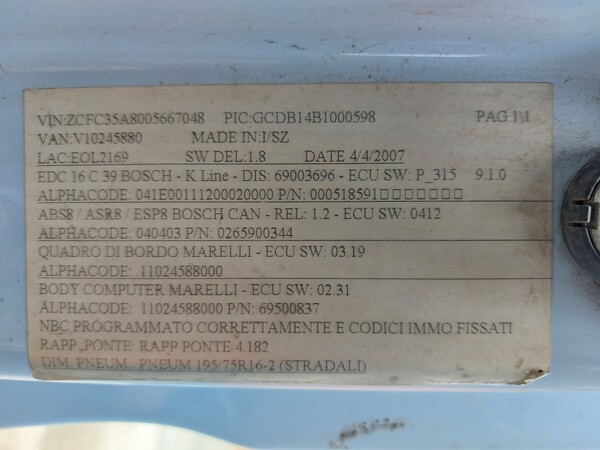 VIN:ZCFC35A8005667048 PIC:GCDB14B1000598 PAG.1M
VAN:V10245880 MADE IN:I/SZ
LAC:EOL2169 SW DEL:1.8 DATE 4/4/2007
EDC 16 C 39 BOSCH - K Line - DIS: 69003696 - ECU SW: P_315 9.1.0
ALPHACODE: 041E00111200020000 P/N: 000518591▯▯▯▯▯▯▯
ABS8 / ASR8 / ESP8 BOSCH CAN - REL: 1.2 - ECU SW: 0412
ALPHACODE: 040403 P/N: 0265900344
QUADRO DI BORDO MARELLI - ECU SW: 03.19
ALPHACODE: 11024588000
BODY COMPUTER MARELLI - ECU SW: 02.31
ALPHACODE: 11024588000 P/N: 69500837
NBC PROGRAMMATO CORRETTAMENTE E CODICI IMMO FISSATI
RAPP. PONTE: RAPP PONTE 4.182
DIM. PNEUM.. PNEUM 195/75R16-2 (STRADALI)